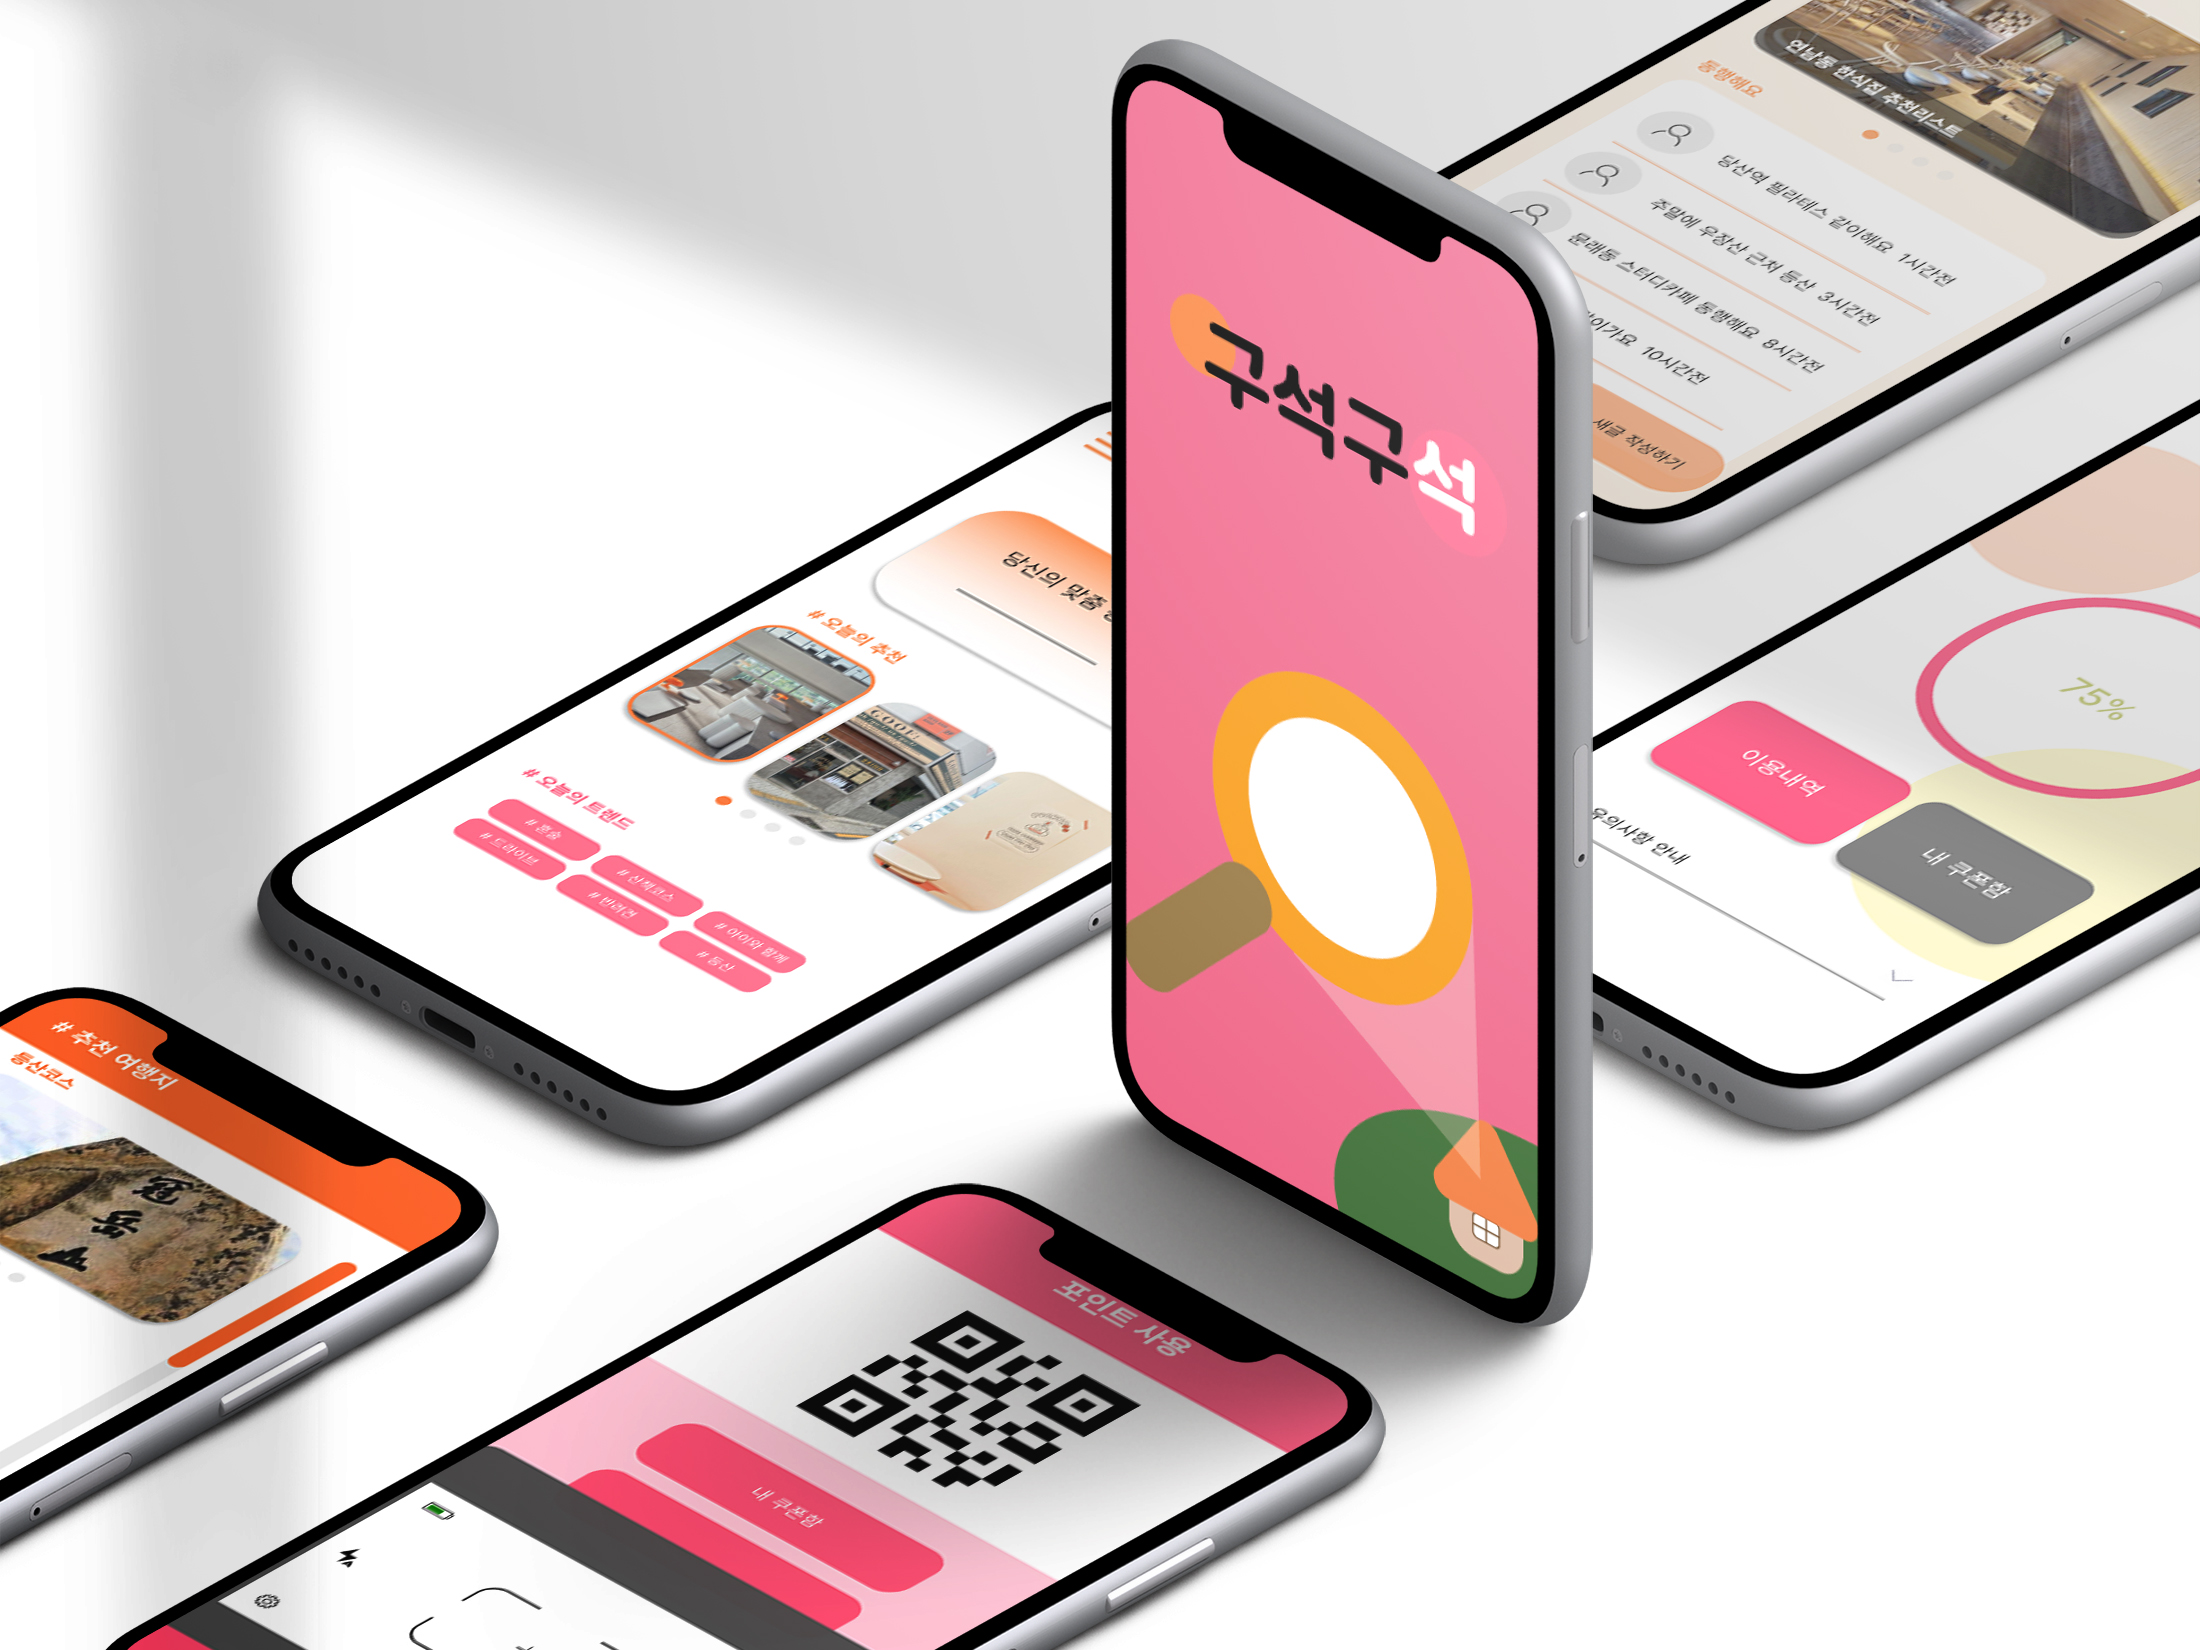 연남동 한식집 추천리스트
동행해요
당산역 필라테스 같이해요 1시간전
주말에 우장산 근처 등산 3시간전
문래동 스터디카페 동행해요 8시간전
이가요 10시간전
새글 작성하기
구석구석
당신의 맞춤
# 오늘의 추천
# 오늘의 트렌드
# 혼술
# 산책코스
# 아이와 함께
# 드라이브
# 반려견
# 등산
75%
이용내역
내 쿠폰함
유의사항 안내
# 추천 여행지
등산코스
冠岳山
포인트 사용
내 쿠폰함